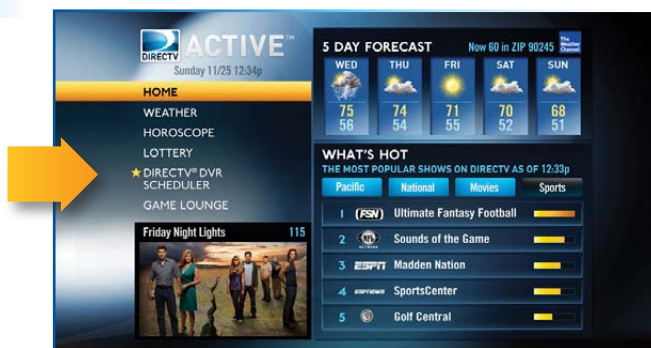 DIRECTV
ACTIVE™
Sunday 11/25 12:34p
HOME
WEATHER
HOROSCOPE
LOTTERY
DIRECTV® DVR
SCHEDULER
GAME LOUNGE
Friday Night Lights 115
5 DAY FORECAST Now 60 in ZIP 90245 The Weather Channel
WED THU FRI SAT SUN
75 74 71 70 68
56 54 55 52 51
WHAT'S HOT
THE MOST POPULAR SHOWS ON DIRECTV AS OF 12:33p
Pacific National Movies Sports
1 FSN Ultimate Fantasy Football
2 NFL NETWORK Sounds of the Game
3 ESPN Madden Nation
4 ESPNEWS SportsCenter
5 Golf Central